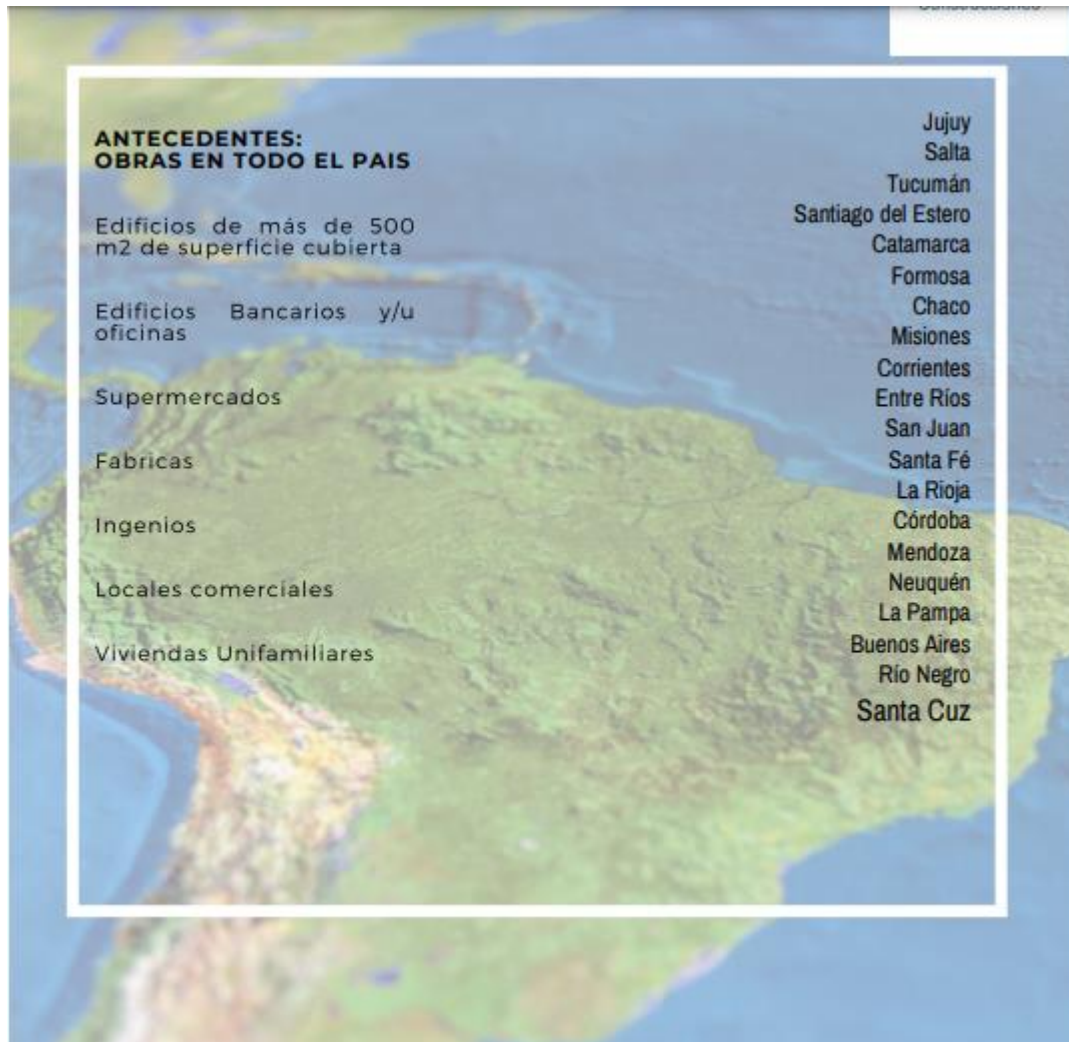 ANTECEDENTES:
OBRAS EN TODO EL PAIS
Edificios de más de 500
m2 de superficie cubierta
Edificios Bancarios y/u
oficinas
Supermercados
Fabricas
Ingenios
Locales comerciales
Viviendas Unifamiliares
Jujuy
Salta
Tucumán
Santiago del Estero
Catamarca
Formosa
Chaco
Misiones
Corrientes
Entre Ríos
San Juan
Santa Fé
La Rioja
Córdoba
Mendoza
Neuquén
La Pampa
Buenos Aires
Río Negro
Santa Cuz